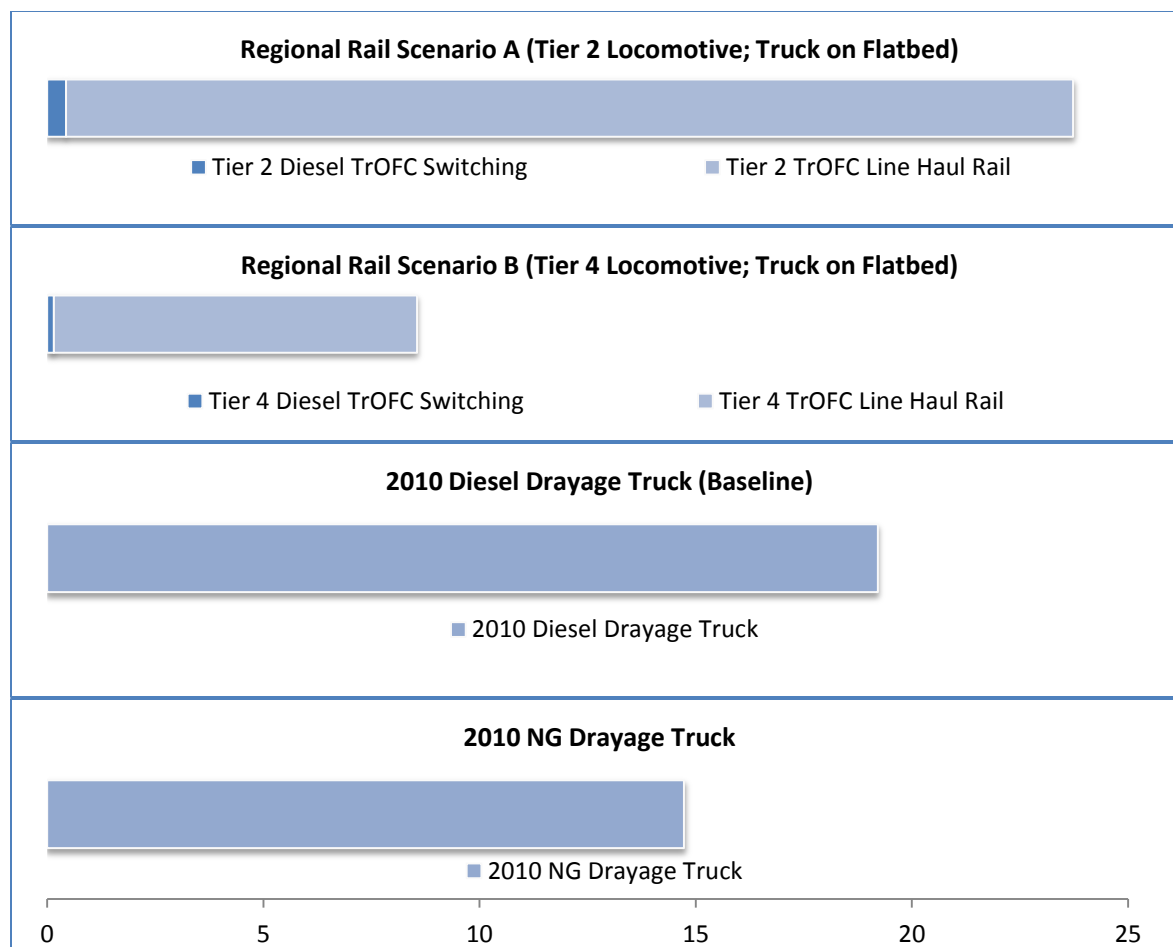 Regional Rail Scenario A (Tier 2 Locomotive; Truck on Flatbed)
Tier 2 Diesel TrOFC Switching
Tier 2 TrOFC Line Haul Rail
Regional Rail Scenario B (Tier 4 Locomotive; Truck on Flatbed)
Tier 4 Diesel TrOFC Switching
Tier 4 TrOFC Line Haul Rail
2010 Diesel Drayage Truck (Baseline)
2010 Diesel Drayage Truck
2010 NG Drayage Truck
2010 NG Drayage Truck
0 5 10 15 20 25